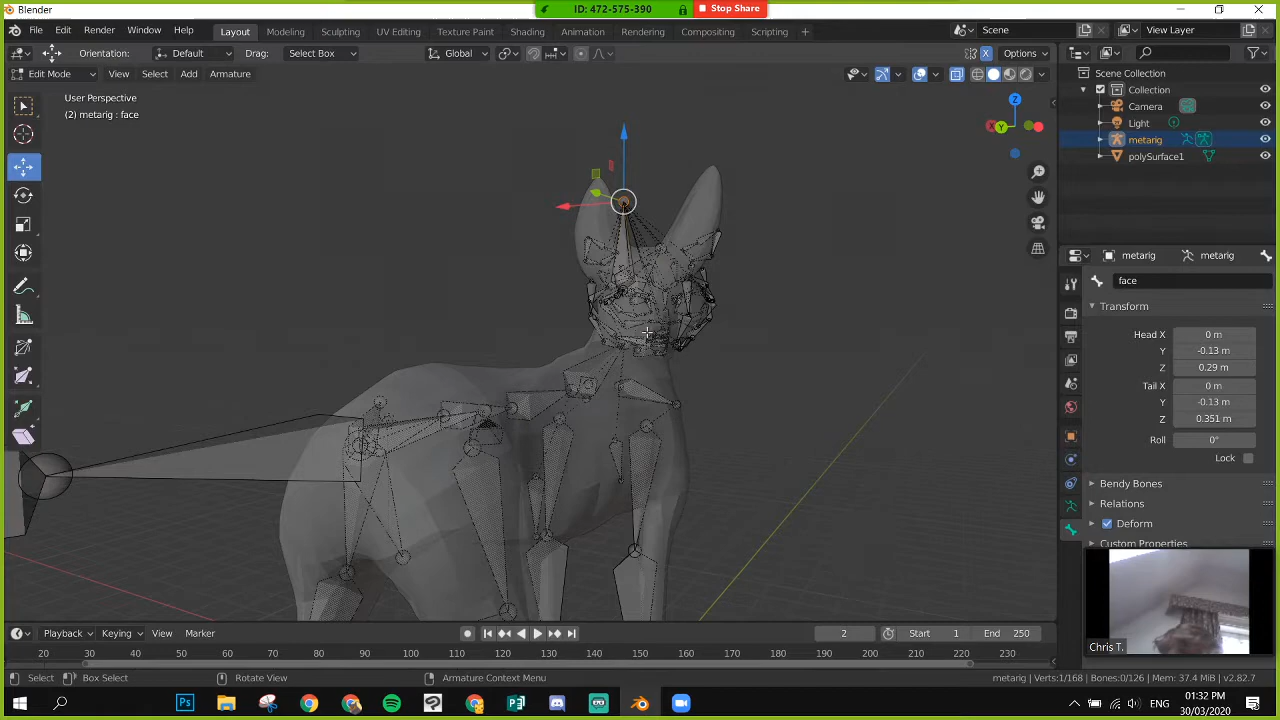 Blender
ID: 472-575-390
Stop Share
File Edit Render Window Help
Layout Modeling Sculpting UV Editing Texture Paint Shading Animation Rendering Compositing Scripting +
Scene
View Layer
Orientation: Default Drag: Select Box
Global
X
Options
Edit Mode View Select Add Armature
User Perspective
(2) metarig : face
Z
Y
X
Scene Collection
Collection
Camera
Light
metarig
polySurface1
metarig metarig
face
Transform
Head X 0 m
Y -0.13 m
Z 0.29 m
Tail X 0 m
Y -0.13 m
Z 0.351 m
Roll 0°
Lock
Bendy Bones
Relations
Deform
Custom Properties
Chris T.
Playback Keying View Marker
2
Start 1
End 250
20 30 40 50 60 70 80 90 100 110 120 130 140 150 160 170 180 190 200 210 220 230
Select Box Select Rotate View Armature Context Menu
metarig | Verts:1/168 | Bones:0/126 | Mem: 37.4 MiB | v2.82.7
Ps
P
ENG
01:32 PM
30/03/2020